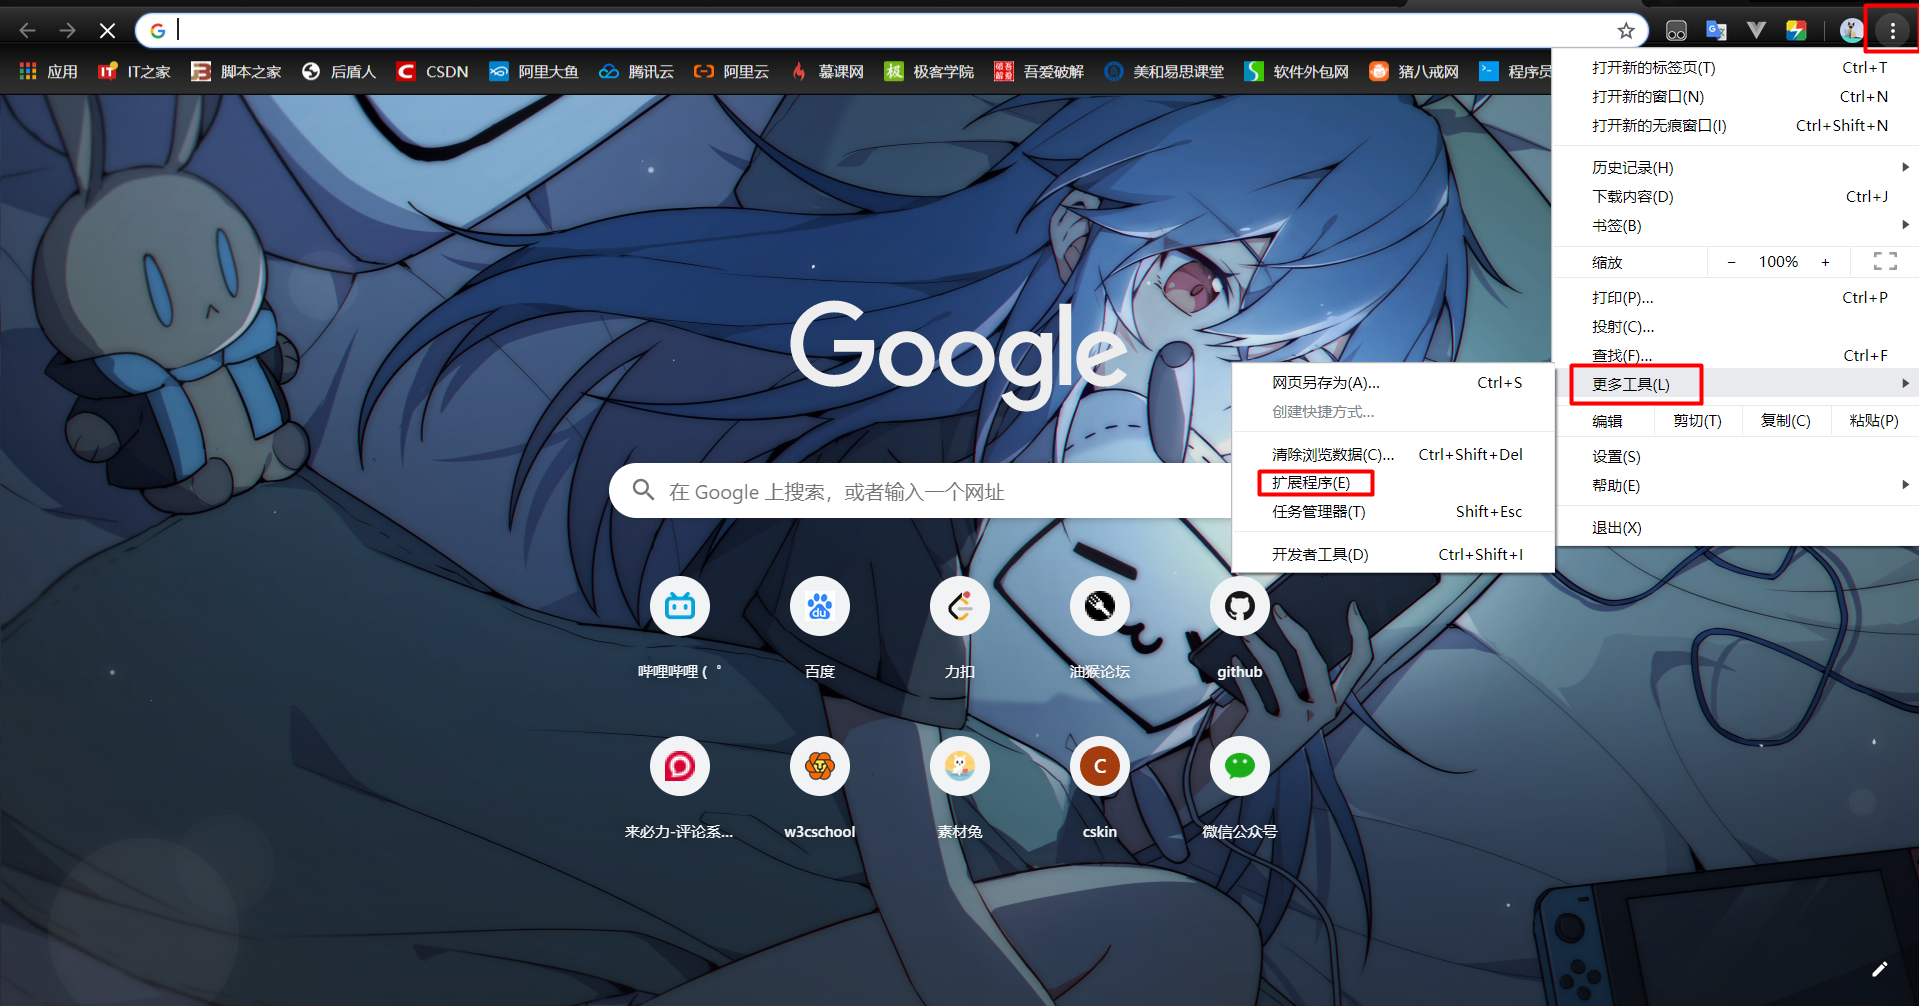 应用 IT之家 脚本之家 后盾人 CSDN 阿里大鱼 腾讯云 阿里云 慕课网 极客学院 吾爱破解 美和易思课堂 软件外包网 猪八戒网 程序员
打开新的标签页(T) Ctrl+T
打开新的窗口(N) Ctrl+N
打开新的无痕窗口(I) Ctrl+Shift+N
历史记录(H)
下载内容(D) Ctrl+J
书签(B)
缩放 - 100% +
打印(P)... Ctrl+P
投射(C)...
查找(F)... Ctrl+F
更多工具(L)
编辑 剪切(T) 复制(C) 粘贴(P)
设置(S)
帮助(E)
退出(X)
网页另存为(A)... Ctrl+S
创建快捷方式...
清除浏览数据(C)... Ctrl+Shift+Del
扩展程序(E)
任务管理器(T) Shift+Esc
开发者工具(D) Ctrl+Shift+I
Google
在 Google 上搜索，或者输入一个网址
du
哔哩哔哩 ( ゜ 百度 力扣 油猴论坛 github
C
来必力-评论系... w3cschool 素材兔 cskin 微信公众号